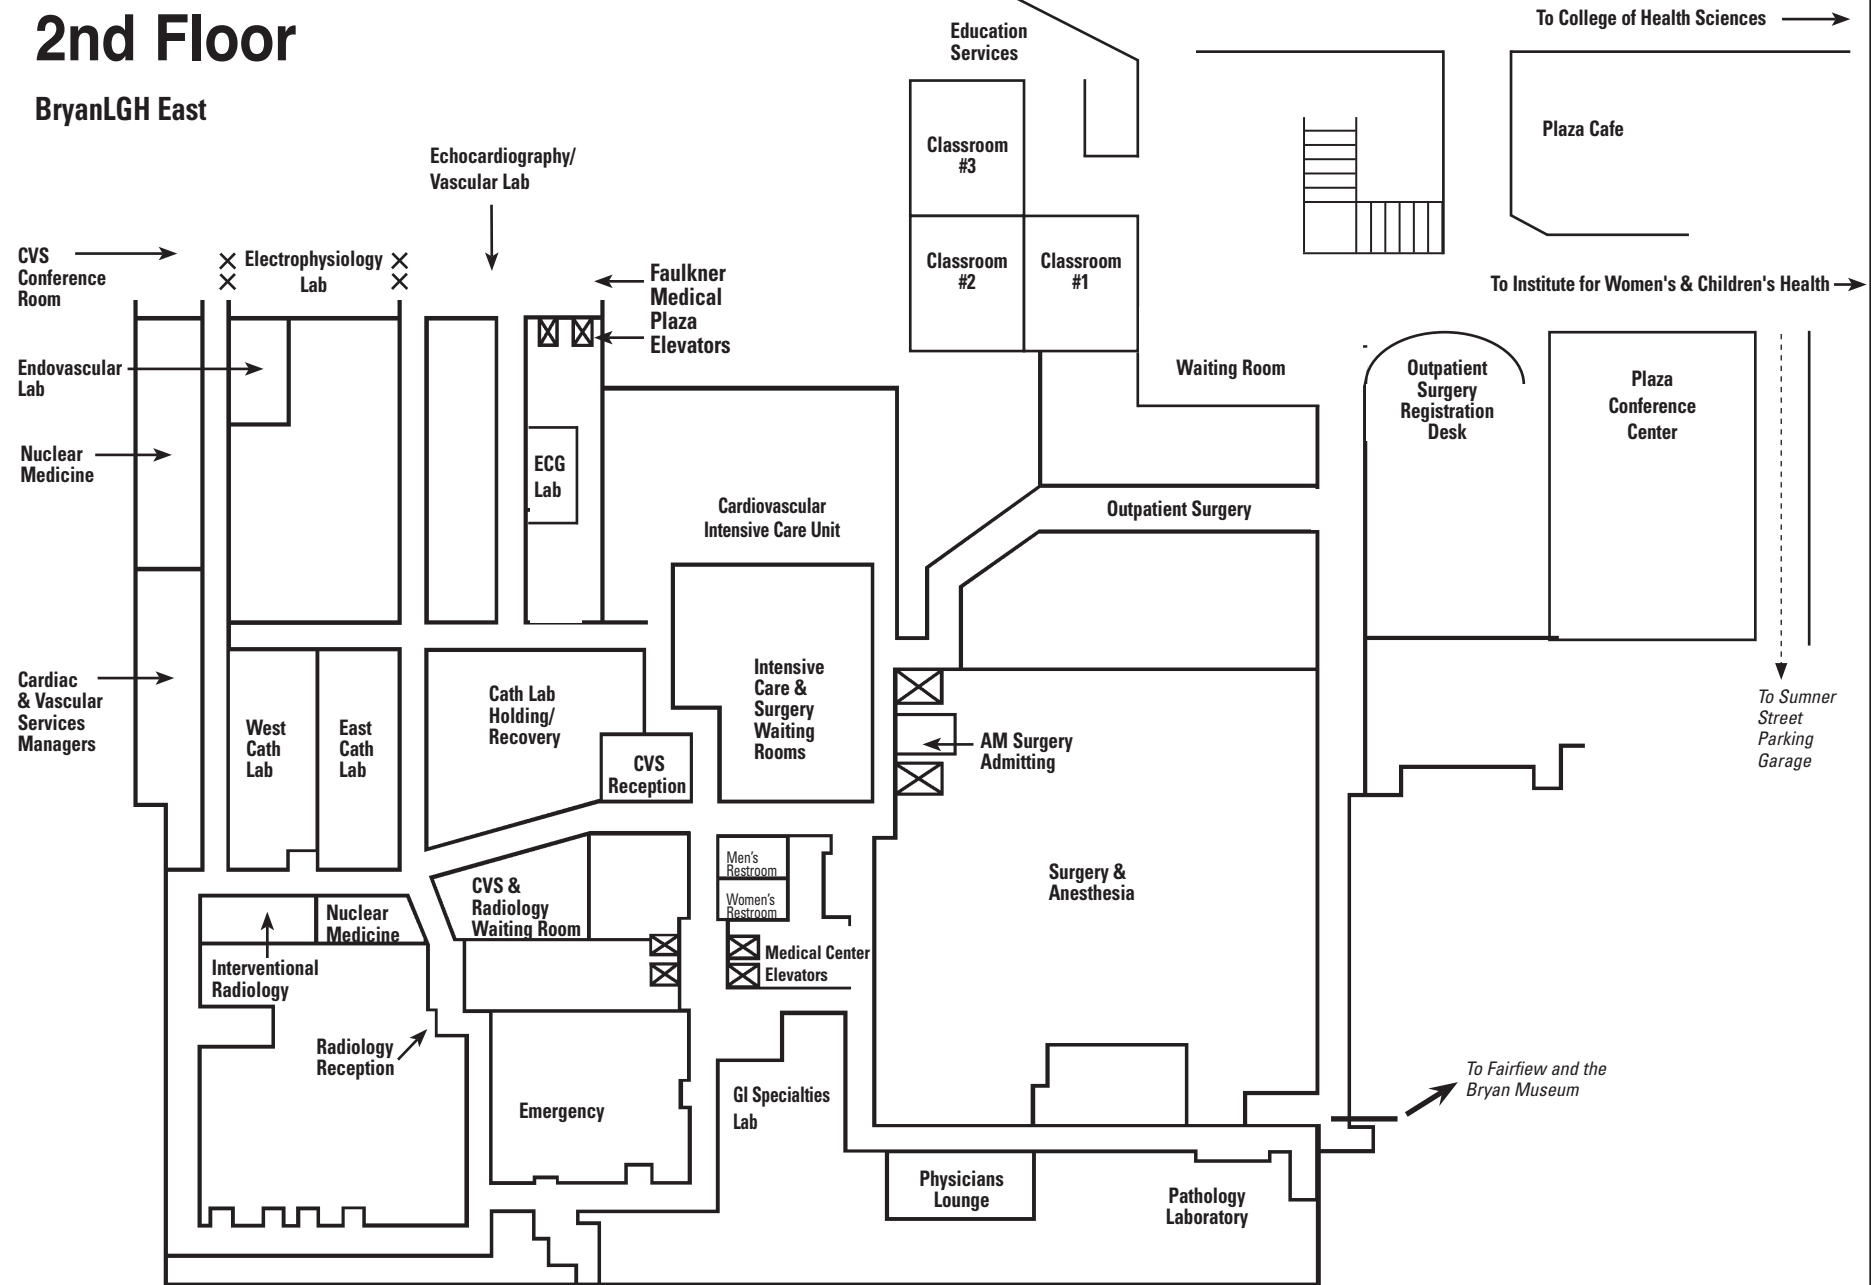 2nd Floor
BryanLGH East
To College of Health Sciences
Education
Services
Plaza Cafe
Classroom
#3
Echocardiography/
Vascular Lab
CVS
Conference
Room
Electrophysiology
Lab
Faulkner
Medical
Plaza
Elevators
Classroom
#2
Classroom
#1
To Institute for Women's & Children's Health
Endovascular
Lab
Waiting Room
Outpatient
Surgery
Registration
Desk
Plaza
Conference
Center
Nuclear
Medicine
ECG
Lab
Cardiovascular
Intensive Care Unit
Outpatient Surgery
Cardiac
& Vascular
Services
Managers
West
Cath
Lab
East
Cath
Lab
Cath Lab
Holding/
Recovery
CVS
Reception
Intensive
Care &
Surgery
Waiting
Rooms
AM Surgery
Admitting
To Sumner
Street
Parking
Garage
Men's
Restroom
Women's
Restroom
CVS &
Radiology
Waiting Room
Surgery &
Anesthesia
Nuclear
Medicine
Interventional
Radiology
Medical Center
Elevators
Radiology
Reception
Emergency
GI Specialties
Lab
To Fairfiew and the
Bryan Museum
Physicians
Lounge
Pathology
Laboratory